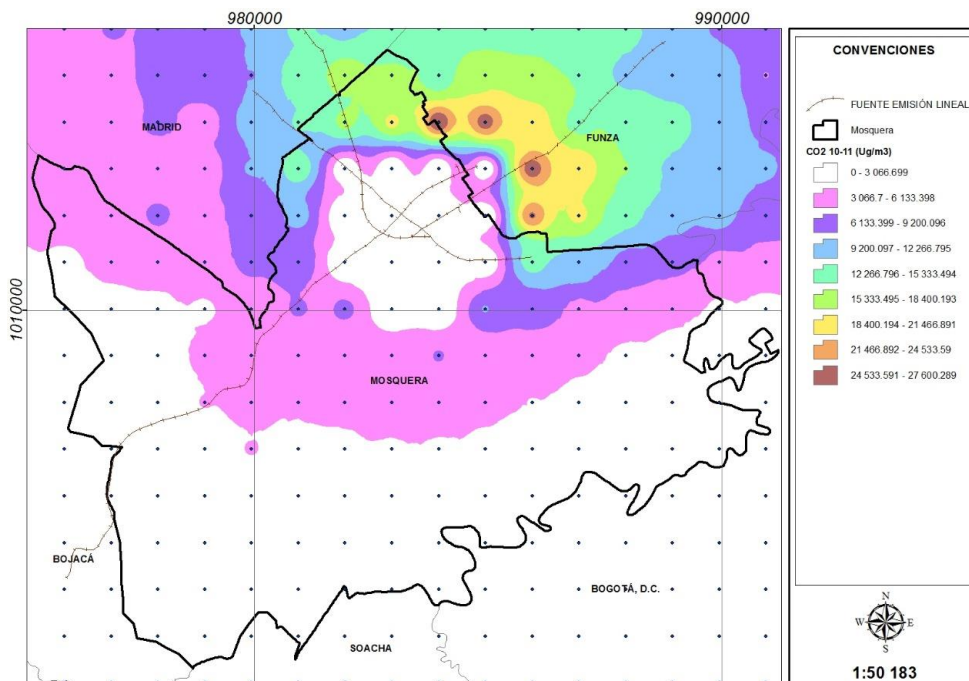 980000
990000
1010000
MADRID
FUNZA
MOSQUERA
BOJACÁ
BOGOTÁ, D.C.
SOACHA
CONVENCIONES
FUENTE EMISIÓN LINEAL
Mosquera
CO2 10-11 (Ug/m3)
0 - 3 066.699
3 066.7 - 6 133.398
6 133.399 - 9 200.096
9 200.097 - 12 266.795
12 266.796 - 15 333.494
15 333.495 - 18 400.193
18 400.194 - 21 466.891
21 466.892 - 24 533.59
24 533.591 - 27 600.289
N
W E
S
1:50 183